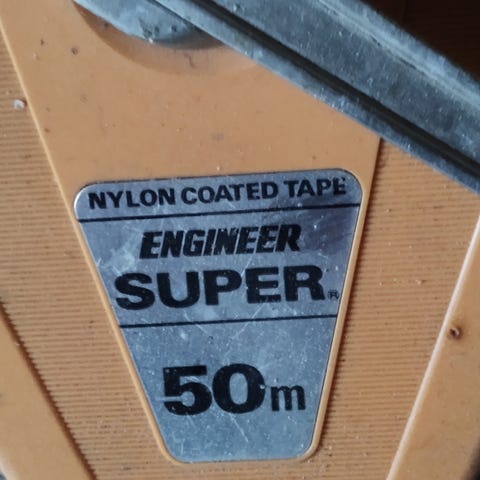 NYLON COATED TAPE
ENGINEER
SUPER®
50m